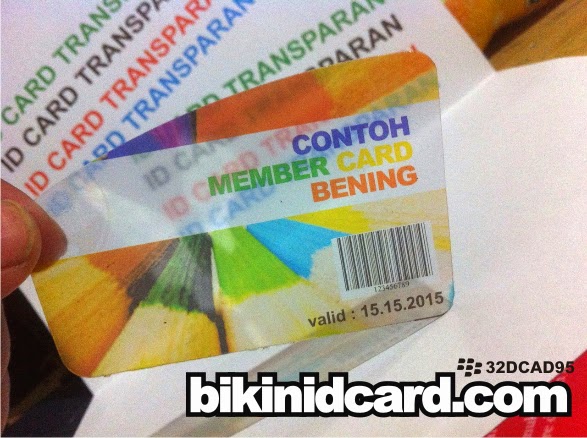 ID CARD TRANSPARAN
ID CARD TRANSPARAN
ID CARD TRANSPARAN
CARD TRANSPARAN
ID CARD
CONTOH
MEMBER CARD
BENING
123456789
valid : 15.15.2015
32DCAD95
bikinidcard.com